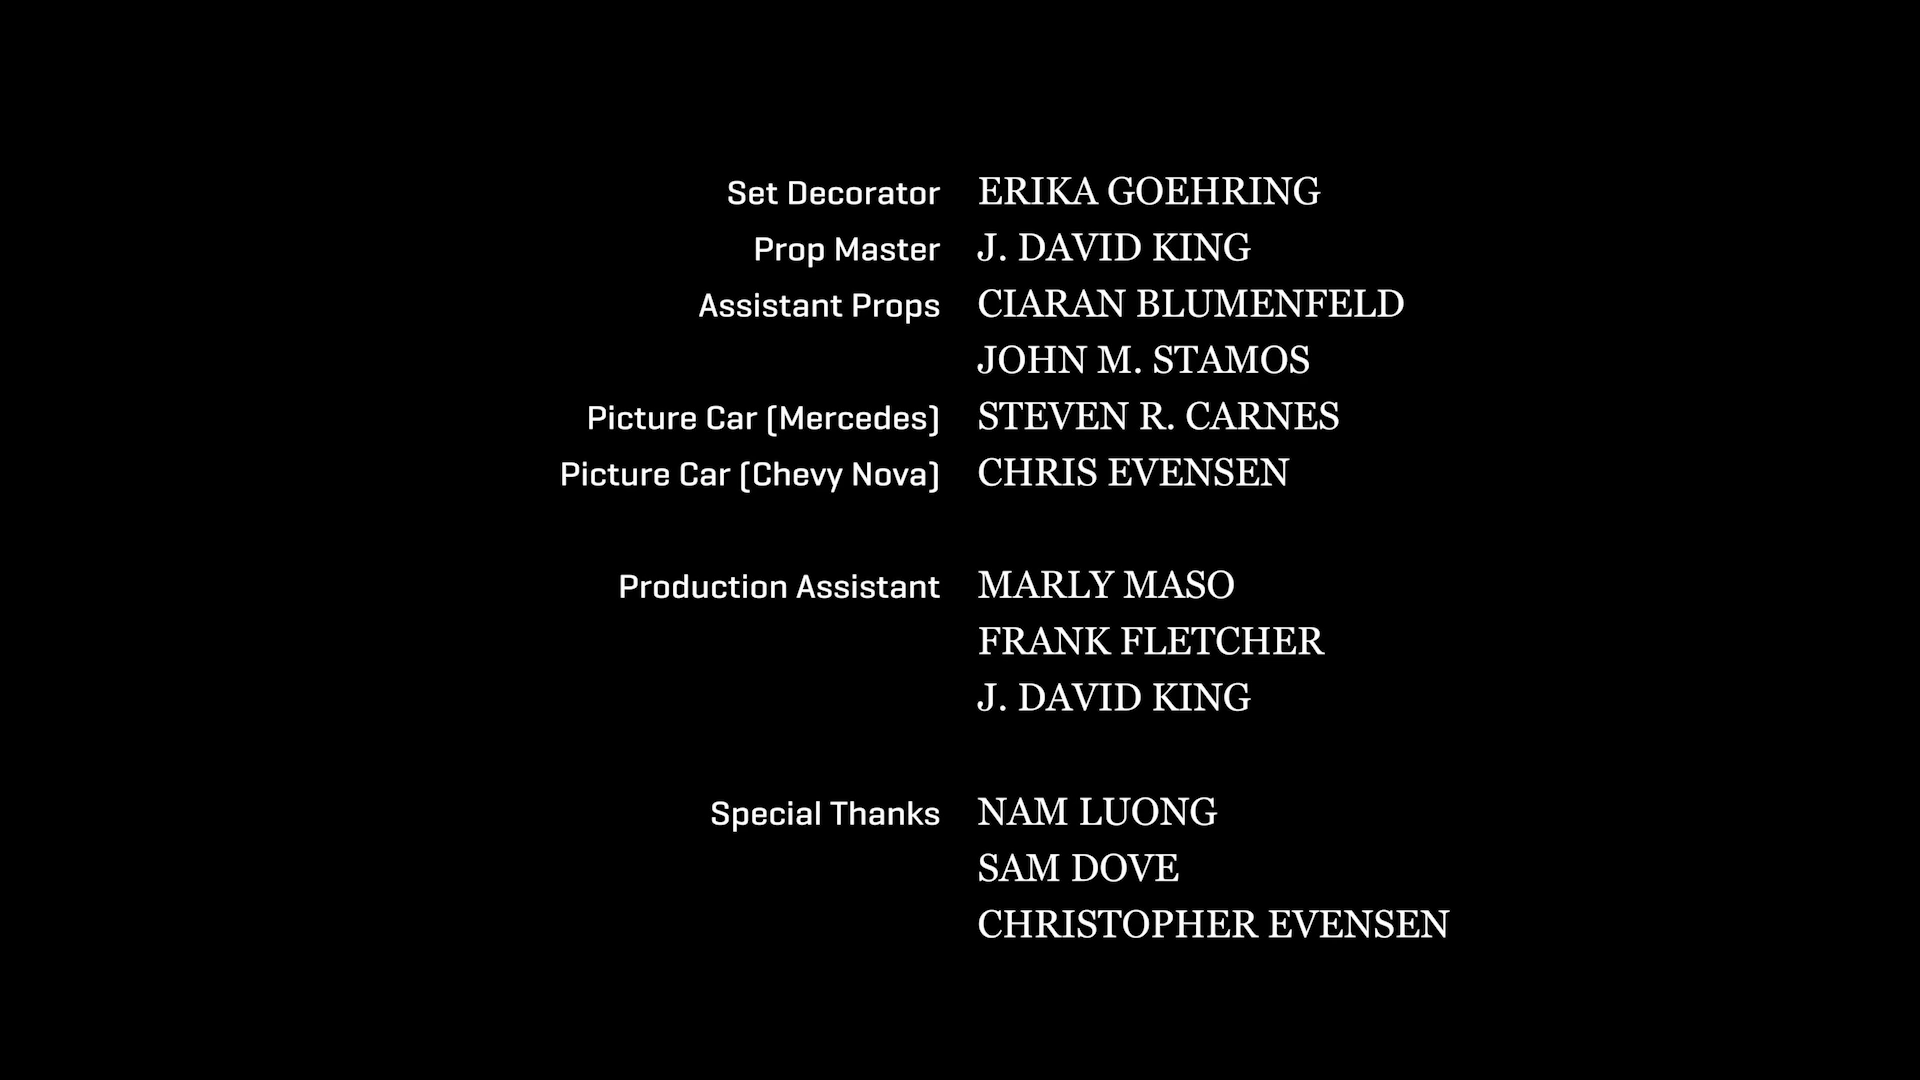 Set Decorator ERIKA GOEHRING
Prop Master J. DAVID KING
Assistant Props CIARAN BLUMENFELD
JOHN M. STAMOS
Picture Car (Mercedes) STEVEN R. CARNES
Picture Car (Chevy Nova) CHRIS EVENSEN
Production Assistant MARLY MASO
FRANK FLETCHER
J. DAVID KING
Special Thanks NAM LUONG
SAM DOVE
CHRISTOPHER EVENSEN